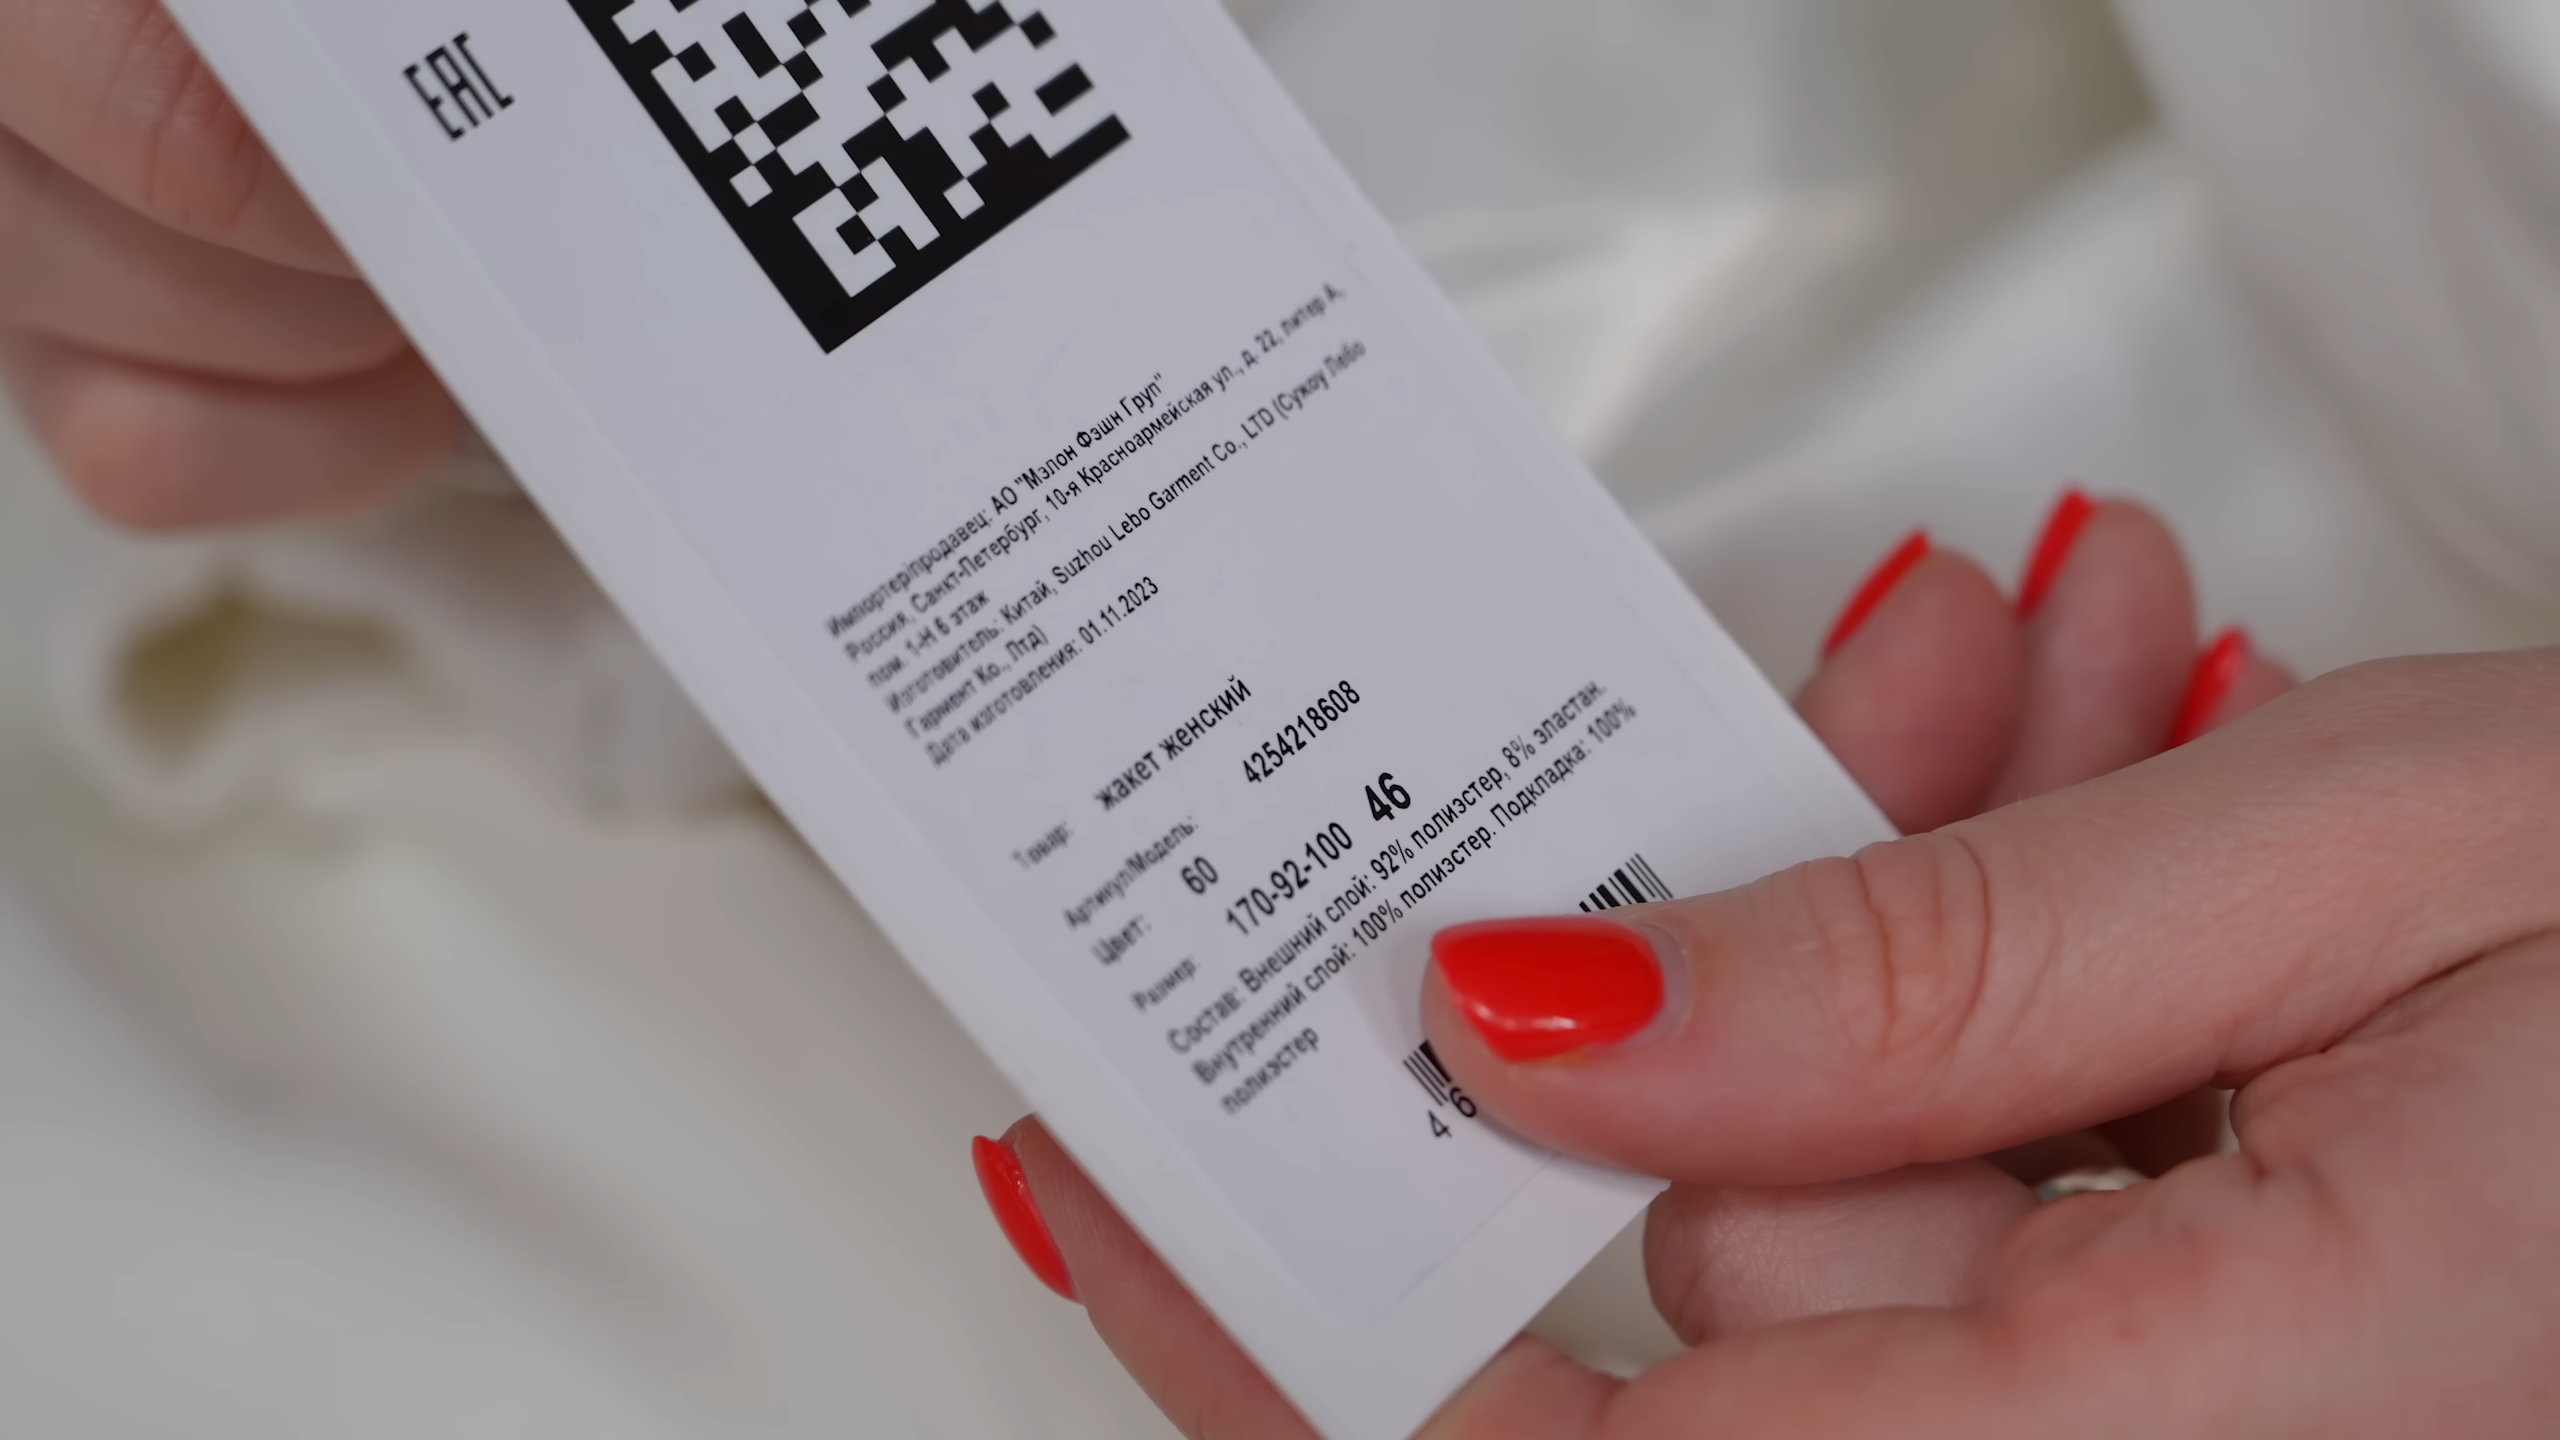 EAC
Импортер/продавец: АО "Мэлон Фэшн Груп"
Россия, Санкт-Петербург, 10-я Красноармейская ул., д. 22, литер А,
пом. 1-Н 6 этаж
Изготовитель: Китай, Suzhou Lebo Garment Co., LTD (Сужоу Лебо
Гармент Ко., Лтд)
Дата изготовления: 01.11.2023
Товар: жакет женский
Артикул/Модель: 4254218608
Цвет: 60
Размер: 170-92-100 46
Состав: Внешний слой: 92% полиэстер, 8% эластан.
Внутренний слой: 100% полиэстер. Подкладка: 100%
полиэстер
4 6